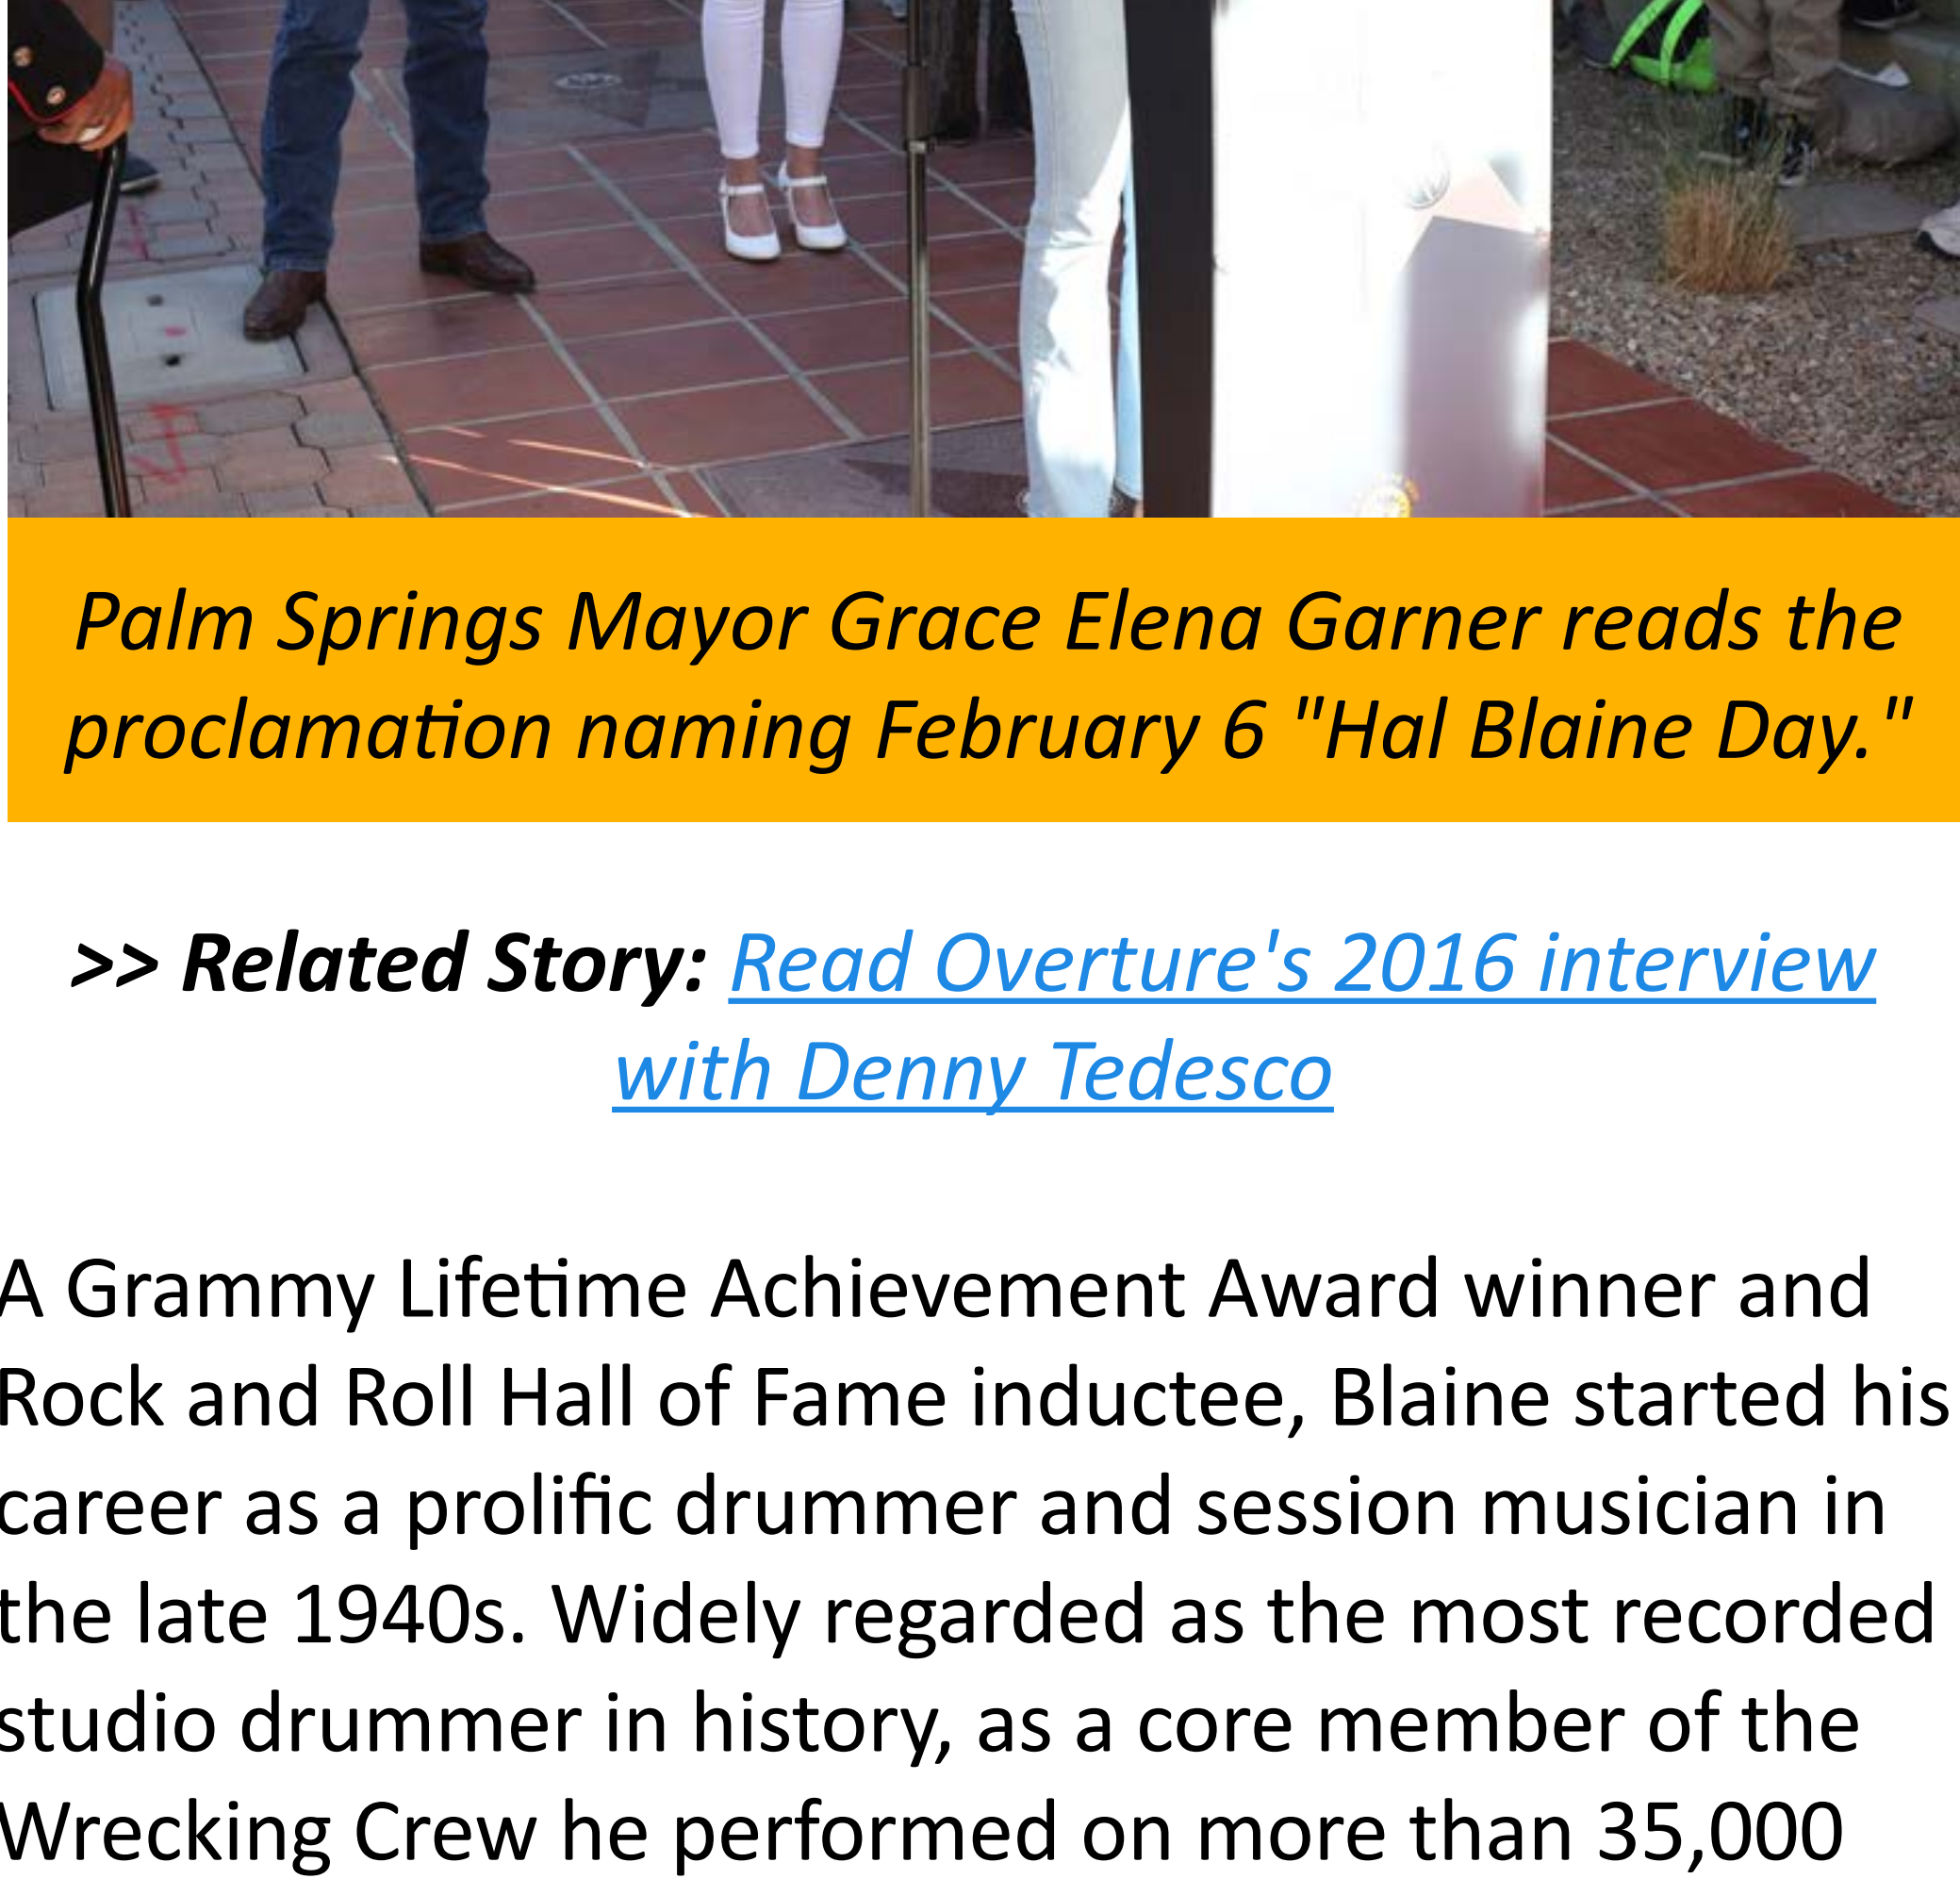 Palm Springs Mayor Grace Elena Garner reads the
proclamation naming February 6 "Hal Blaine Day."
>> Related Story: Read Overture's 2016 interview
with Denny Tedesco
A Grammy Lifetime Achievement Award winner and
Rock and Roll Hall of Fame inductee, Blaine started his
career as a prolific drummer and session musician in
the late 1940s. Widely regarded as the most recorded
studio drummer in history, as a core member of the
Wrecking Crew he performed on more than 35,000